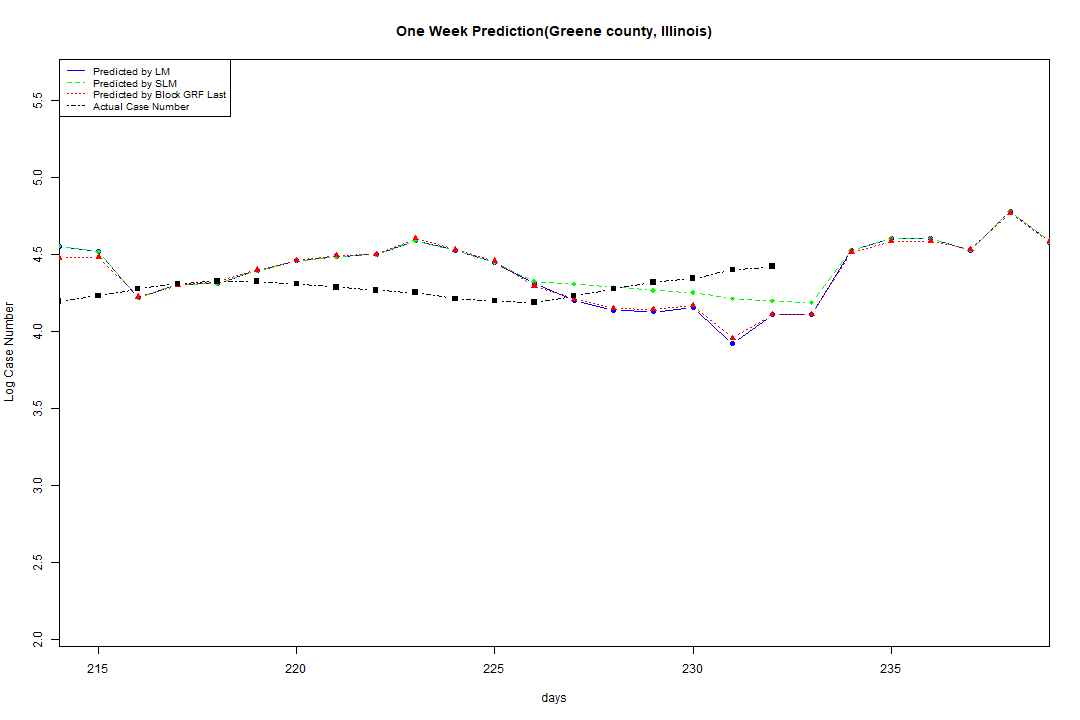 One Week Prediction(Greene county, Illinois)
Predicted by LM
Predicted by SLM
Predicted by Block GRF Last
Actual Case Number
5.5
5.0
4.5
4.0
3.5
3.0
2.5
2.0
Log Case Number
215 220 225 230 235
days